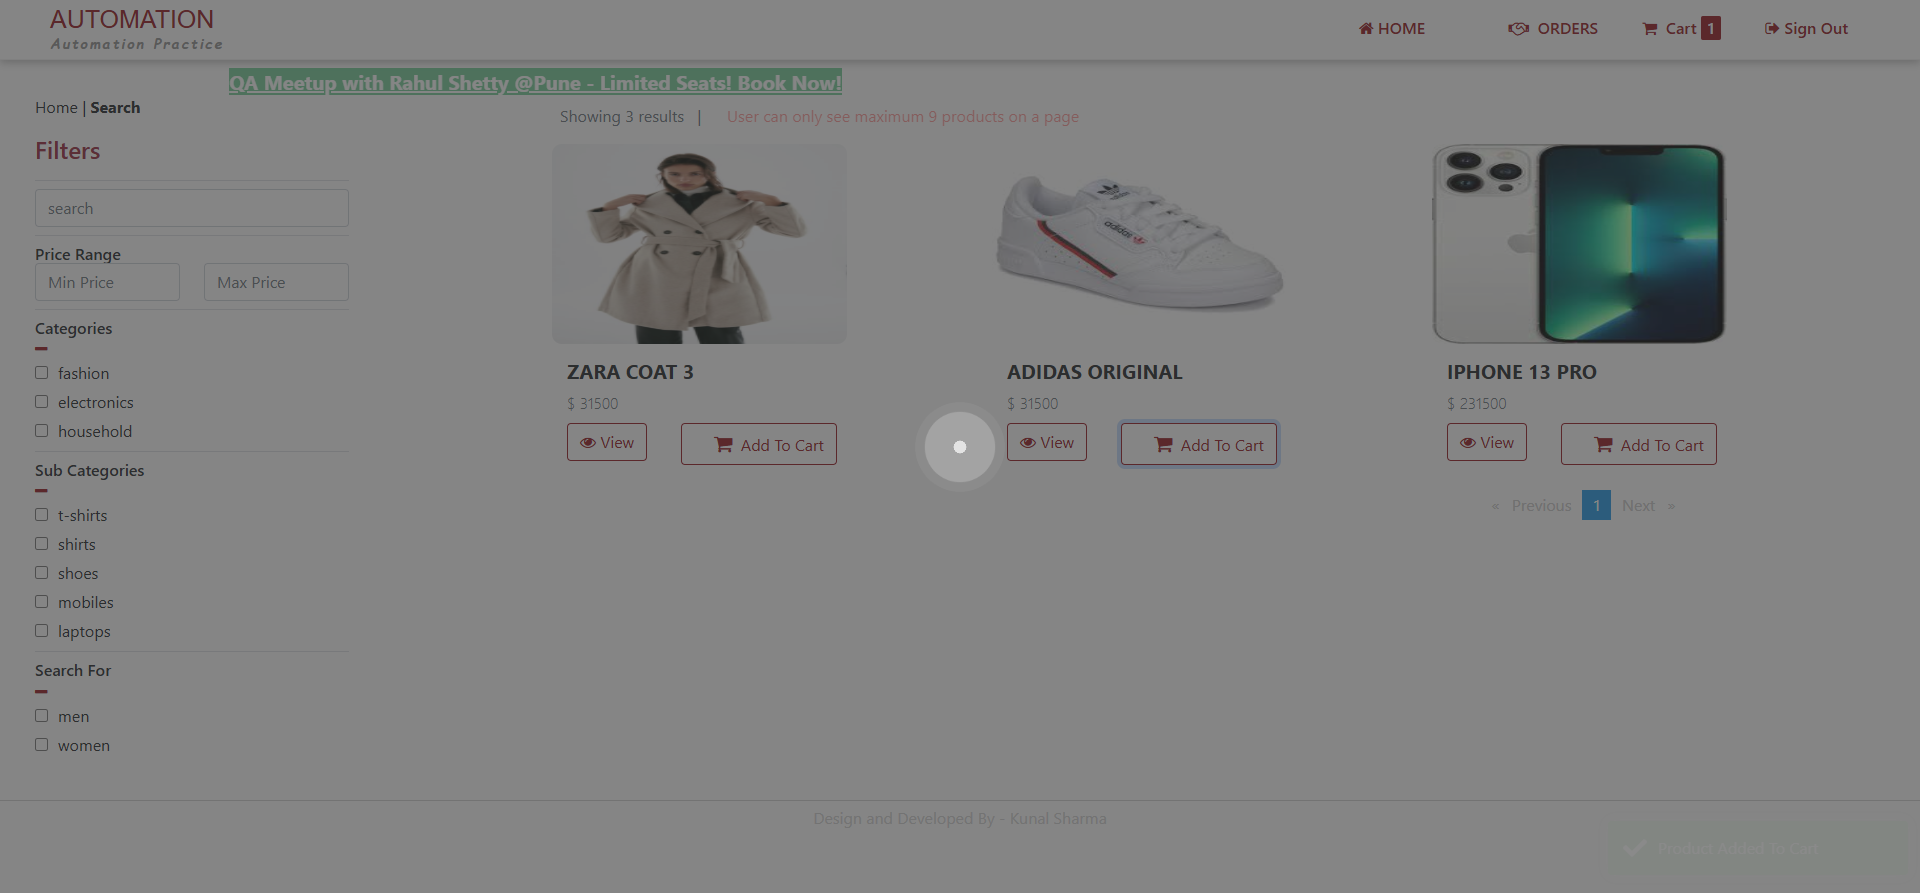 AUTOMATION
Automation Practice
HOME
ORDERS
Cart 1
Sign Out
QA Meetup with Rahul Shetty @Pune - Limited Seats! Book Now!
Home | Search
Showing 3 results |
User can only see maximum 9 products on a page
Filters
search
Price Range
Min Price
Max Price
Categories
fashion
electronics
household
Sub Categories
t-shirts
shirts
shoes
mobiles
laptops
Search For
men
women
adidas
ZARA COAT 3
$ 31500
View
Add To Cart
ADIDAS ORIGINAL
$ 31500
View
Add To Cart
IPHONE 13 PRO
$ 231500
View
Add To Cart
« Previous 1 Next »
Design and Developed By - Kunal Sharma
Product Added To Cart